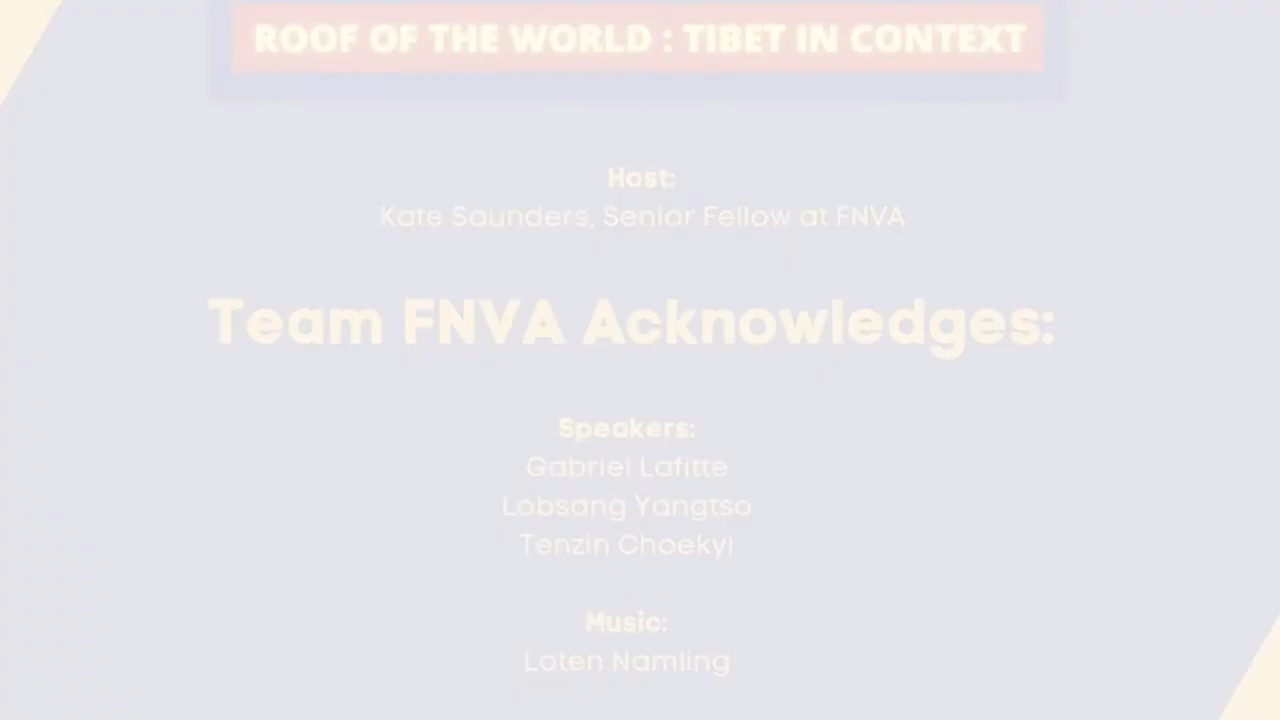 ROOF OF THE WORLD : TIBET IN CONTEXT
Host:
Kate Saunders, Senior Fellow at FNVA
Team FNVA Acknowledges:
Speakers:
Gabriel Lafitte
Lobsang Yangtso
Tenzin Choekyi
Music:
Loten Namling